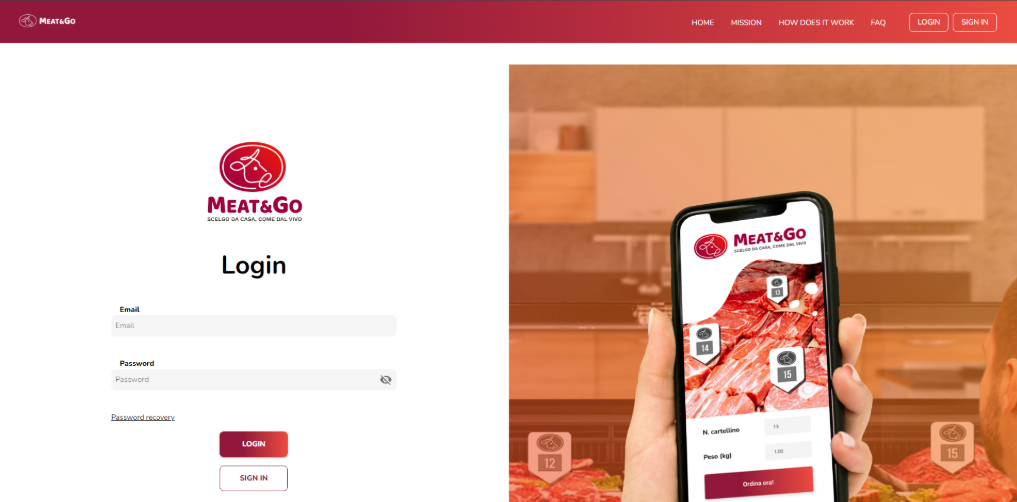 MEAT&GO
HOME MISSION HOW DOES IT WORK FAQ LOGIN SIGN IN
MEAT&GO
SCELGO DA CASA, COME DAL VIVO
Login
Email
Email
Password
Password
Password recovery
LOGIN
SIGN IN
MEAT&GO
SCELGO DA CASA, COME DAL VIVO
13
14
15
N. cartellino 13
Peso (kg) 1.00
Ordina ora!
12
15